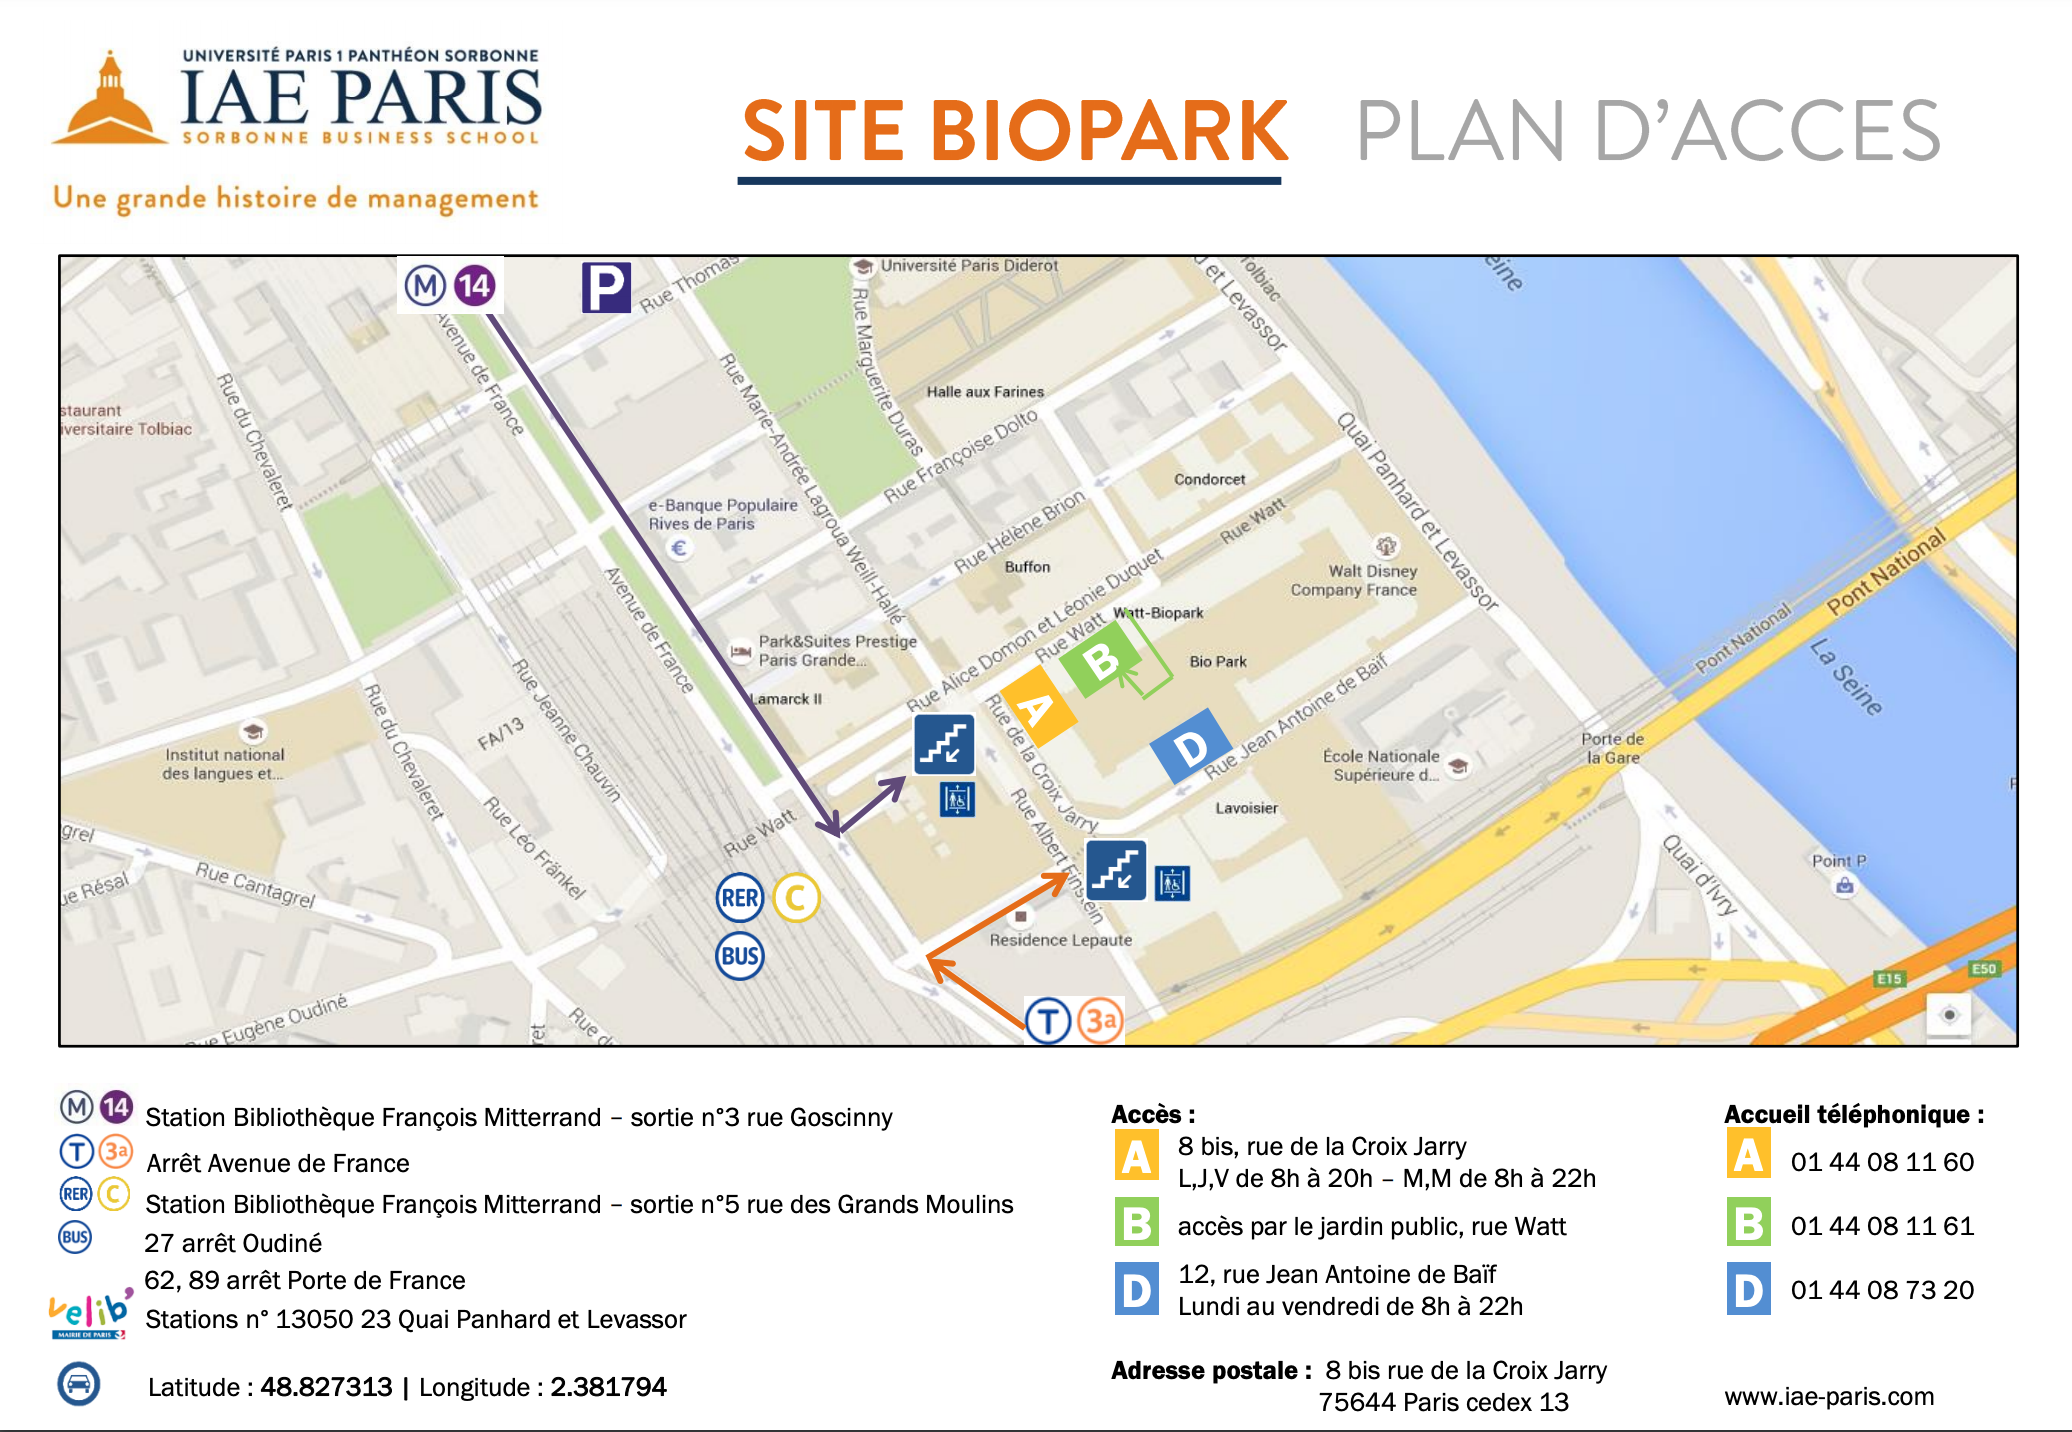 UNIVERSITÉ PARIS 1 PANTHÉON SORBONNE
IAE PARIS
SORBONNE BUSINESS SCHOOL
Une grande histoire de management
SITE BIOPARK PLAN D'ACCES
M 14
P
Rue Thomas
Université Paris Diderot
et Levassor
Tolbiac
eine
Avenue de France
Rue Marguerite Duras
Rue du Chevaleret
staurant
iversitaire Tolbiac
Rue Marie-Andrée Lagroua Weill-Hallé
Halle aux Farines
Rue Françoise Dolto
Quai Panhard et Levassor
Condorcet
e-Banque Populaire
Rives de Paris
€
Rue Hélène Brion
Rue Watt
Buffon
Walt Disney
Company France
Pont National
Pont National
Avenue de France
Rue Alice Domon et Léonie Duquet
Rue Watt
Watt-Biopark
B
Bio Park
Park&Suites Prestige
Paris Grande...
Lamarck II
A
La Seine
Rue Jeanne Chauvin
FA/13
Rue du Chevaleret
Institut national
des langues et...
Rue de la Croix Jarry
D
Rue Jean Antoine de Baïf
École Nationale
Supérieure d...
Porte de
la Gare
Lavoisier
Rue Watt
Rue Léo Fränkel
Rue Albert Einstein
grel
ue Résal
Rue Cantagrel
RER C
BUS
Quai d'Ivry
Point P
Residence Lepaute
E15
E50
ue Eugène Oudiné
ret
Rue d
T 3a
M 14 Station Bibliothèque François Mitterrand – sortie n°3 rue Goscinny
T 3a Arrêt Avenue de France
RER C Station Bibliothèque François Mitterrand – sortie n°5 rue des Grands Moulins
BUS 27 arrêt Oudiné
62, 89 arrêt Porte de France
velib'
MAIRIE DE PARIS
Stations n° 13050 23 Quai Panhard et Levassor
Latitude : 48.827313 | Longitude : 2.381794
Accès :
A 8 bis, rue de la Croix Jarry
L,J,V de 8h à 20h – M,M de 8h à 22h
B accès par le jardin public, rue Watt
D 12, rue Jean Antoine de Baïf
Lundi au vendredi de 8h à 22h
Adresse postale : 8 bis rue de la Croix Jarry
75644 Paris cedex 13
Accueil téléphonique :
A 01 44 08 11 60
B 01 44 08 11 61
D 01 44 08 73 20
www.iae-paris.com